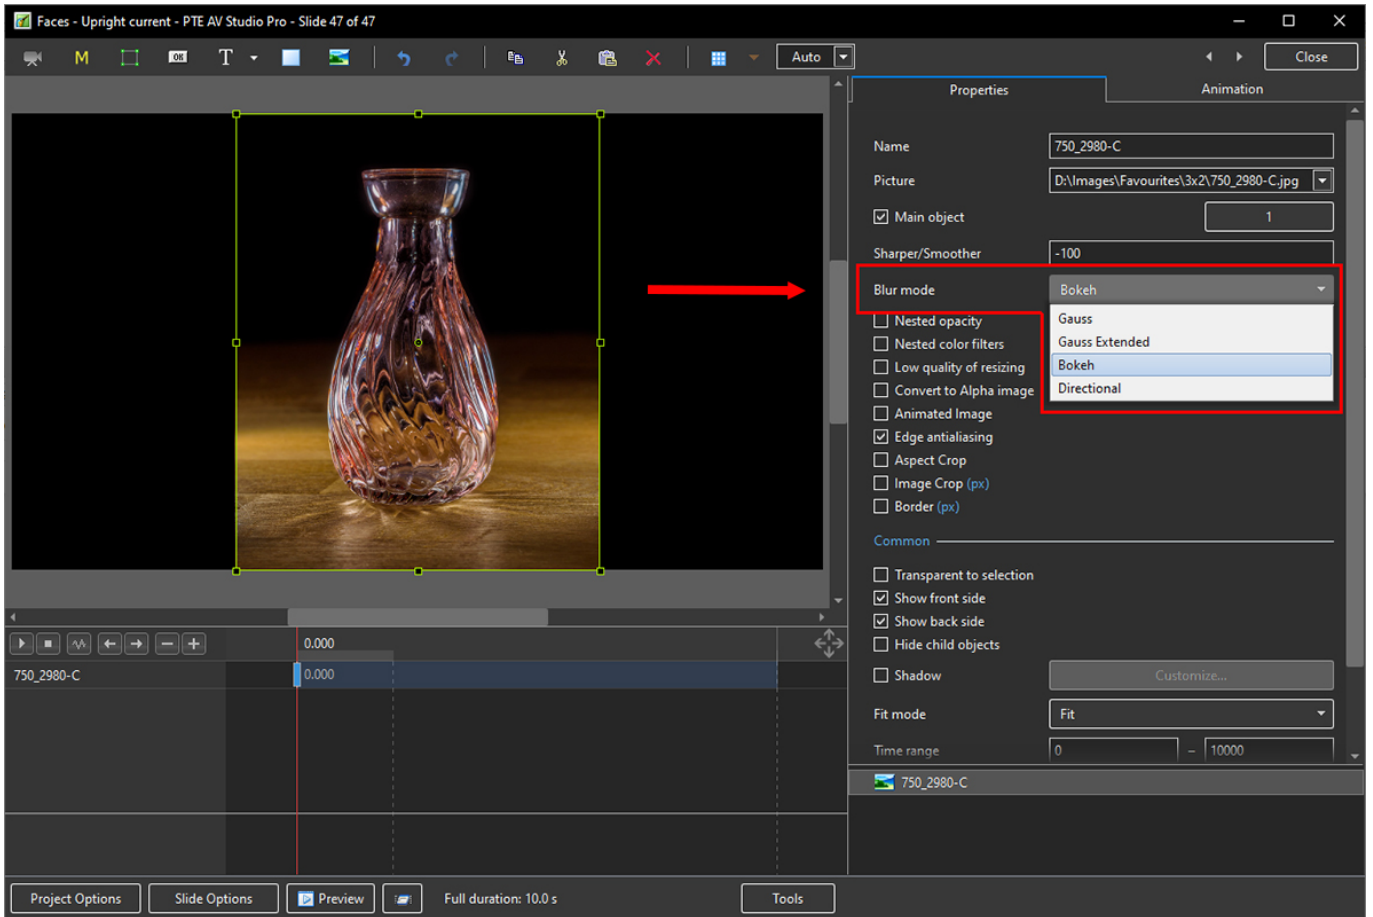 Faces - Upright current - PTE AV Studio Pro - Slide 47 of 47
M OK T Auto Close
Properties Animation
Name 750_2980-C
Picture D:\Images\Favourites\3x2\750_2980-C.jpg
Main object 1
Sharper/Smoother -100
Blur mode Bokeh
Nested opacity Gauss
Nested color filters Gauss Extended
Low quality of resizing Bokeh
Convert to Alpha image Directional
Animated Image
Edge antialiasing
Aspect Crop
Image Crop (px)
Border (px)
Common
Transparent to selection
Show front side
Show back side
Hide child objects
Shadow Customize...
Fit mode Fit
Time range 0 – 10000
0.000
750_2980-C 0.000
750_2980-C
Project Options Slide Options Preview Full duration: 10.0 s Tools